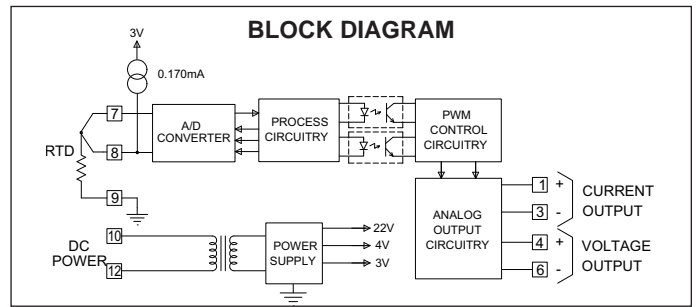 BLOCK DIAGRAM
3V
0.170mA
7
8
9
RTD
A/D
CONVERTER
PROCESS
CIRCUITRY
PWM
CONTROL
CIRCUITRY
ANALOG
OUTPUT
CIRCUITRY
1 +
3 -
CURRENT
OUTPUT
4 +
6 -
VOLTAGE
OUTPUT
10
12
DC
POWER
POWER
SUPPLY
22V
4V
3V